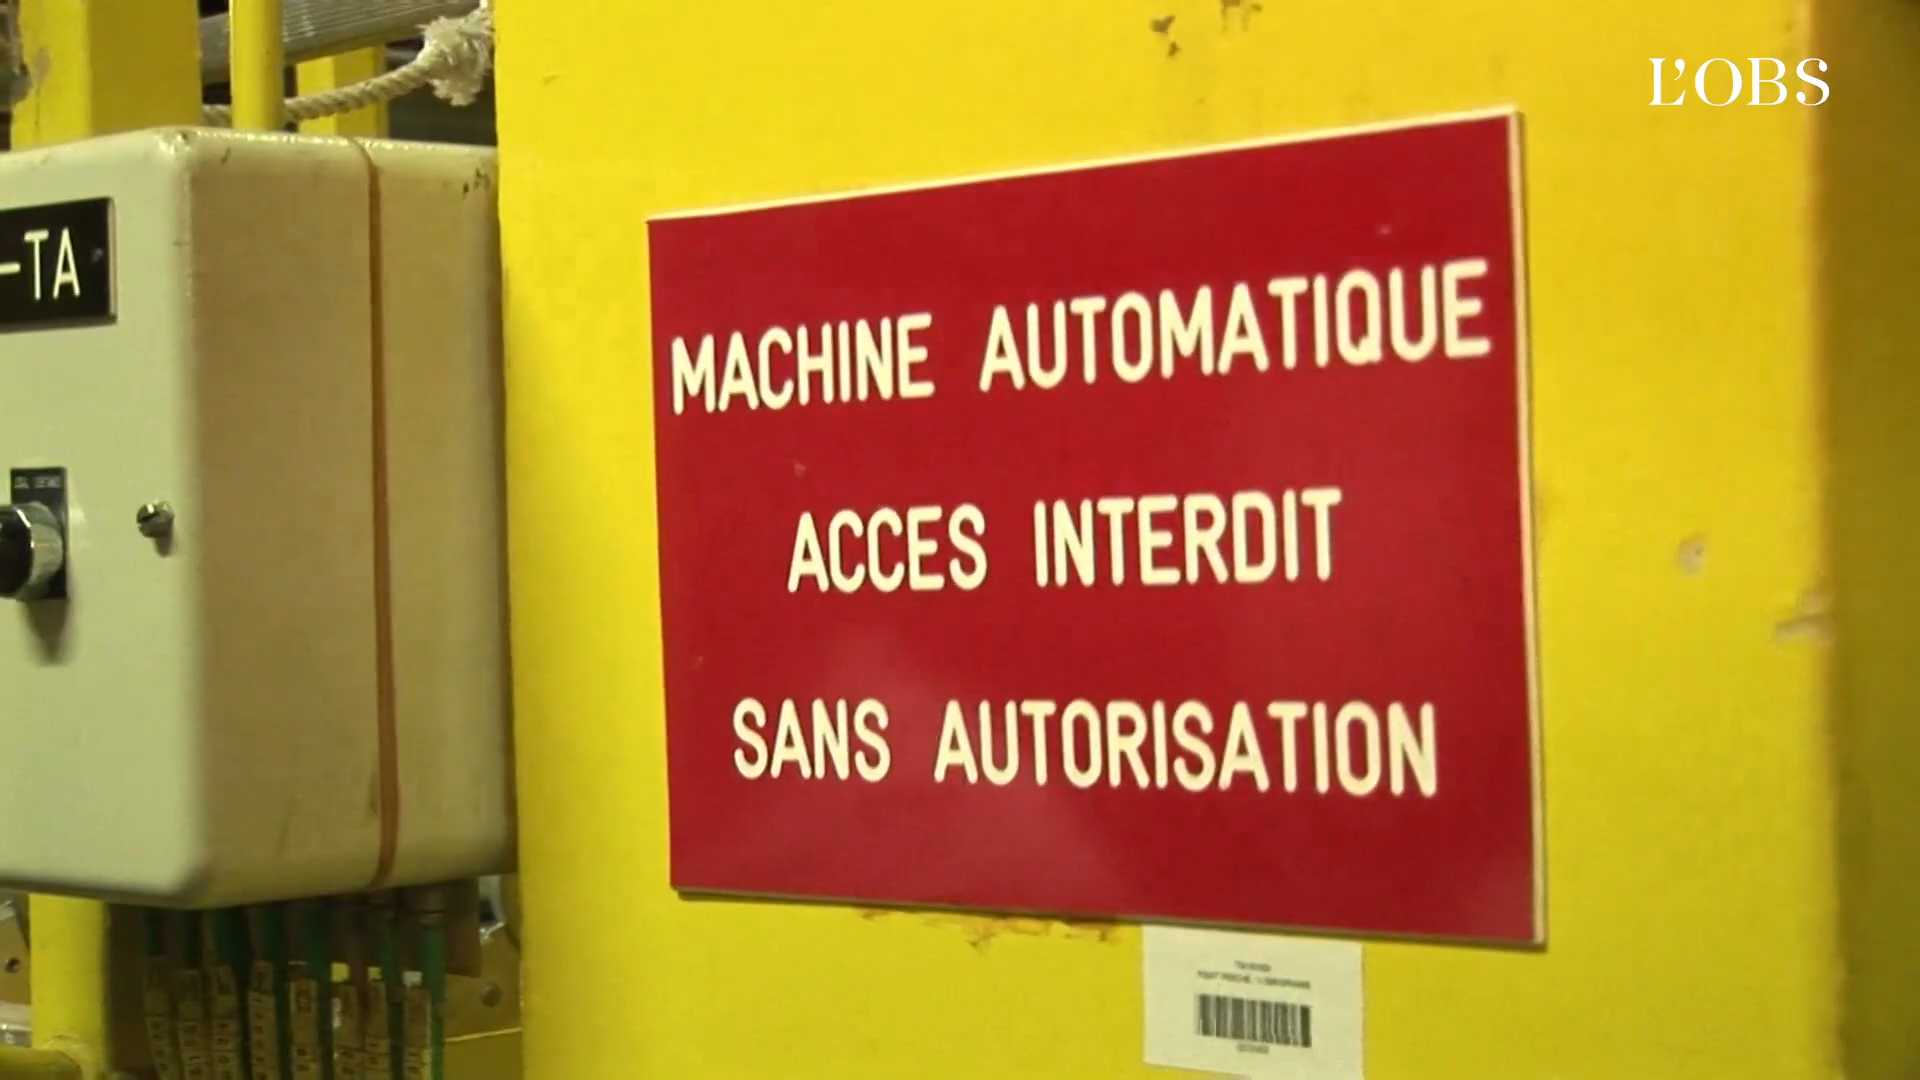 L'OBS
-TA
MACHINE AUTOMATIQUE
ACCES INTERDIT
SANS AUTORISATION